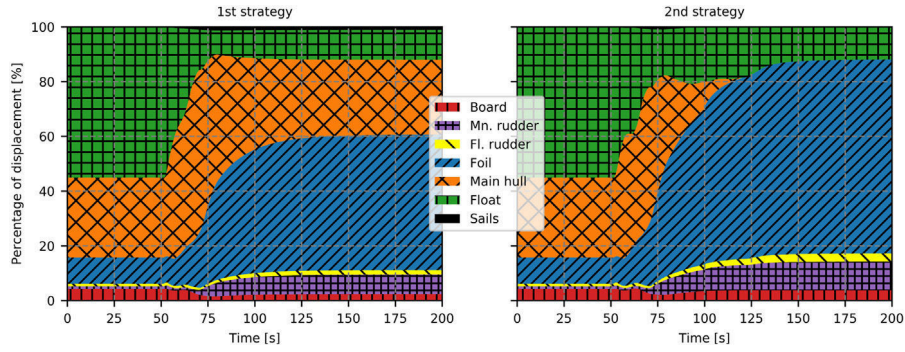 1st strategy
2nd strategy
Percentage of displacement [%]
100
80
60
40
20
0
0 25 50 75 100 125 150 175 200
Time [s]
Board
Mn. rudder
Fl. rudder
Foil
Main hull
Float
Sails
0 25 50 75 100 125 150 175 200
Time [s]